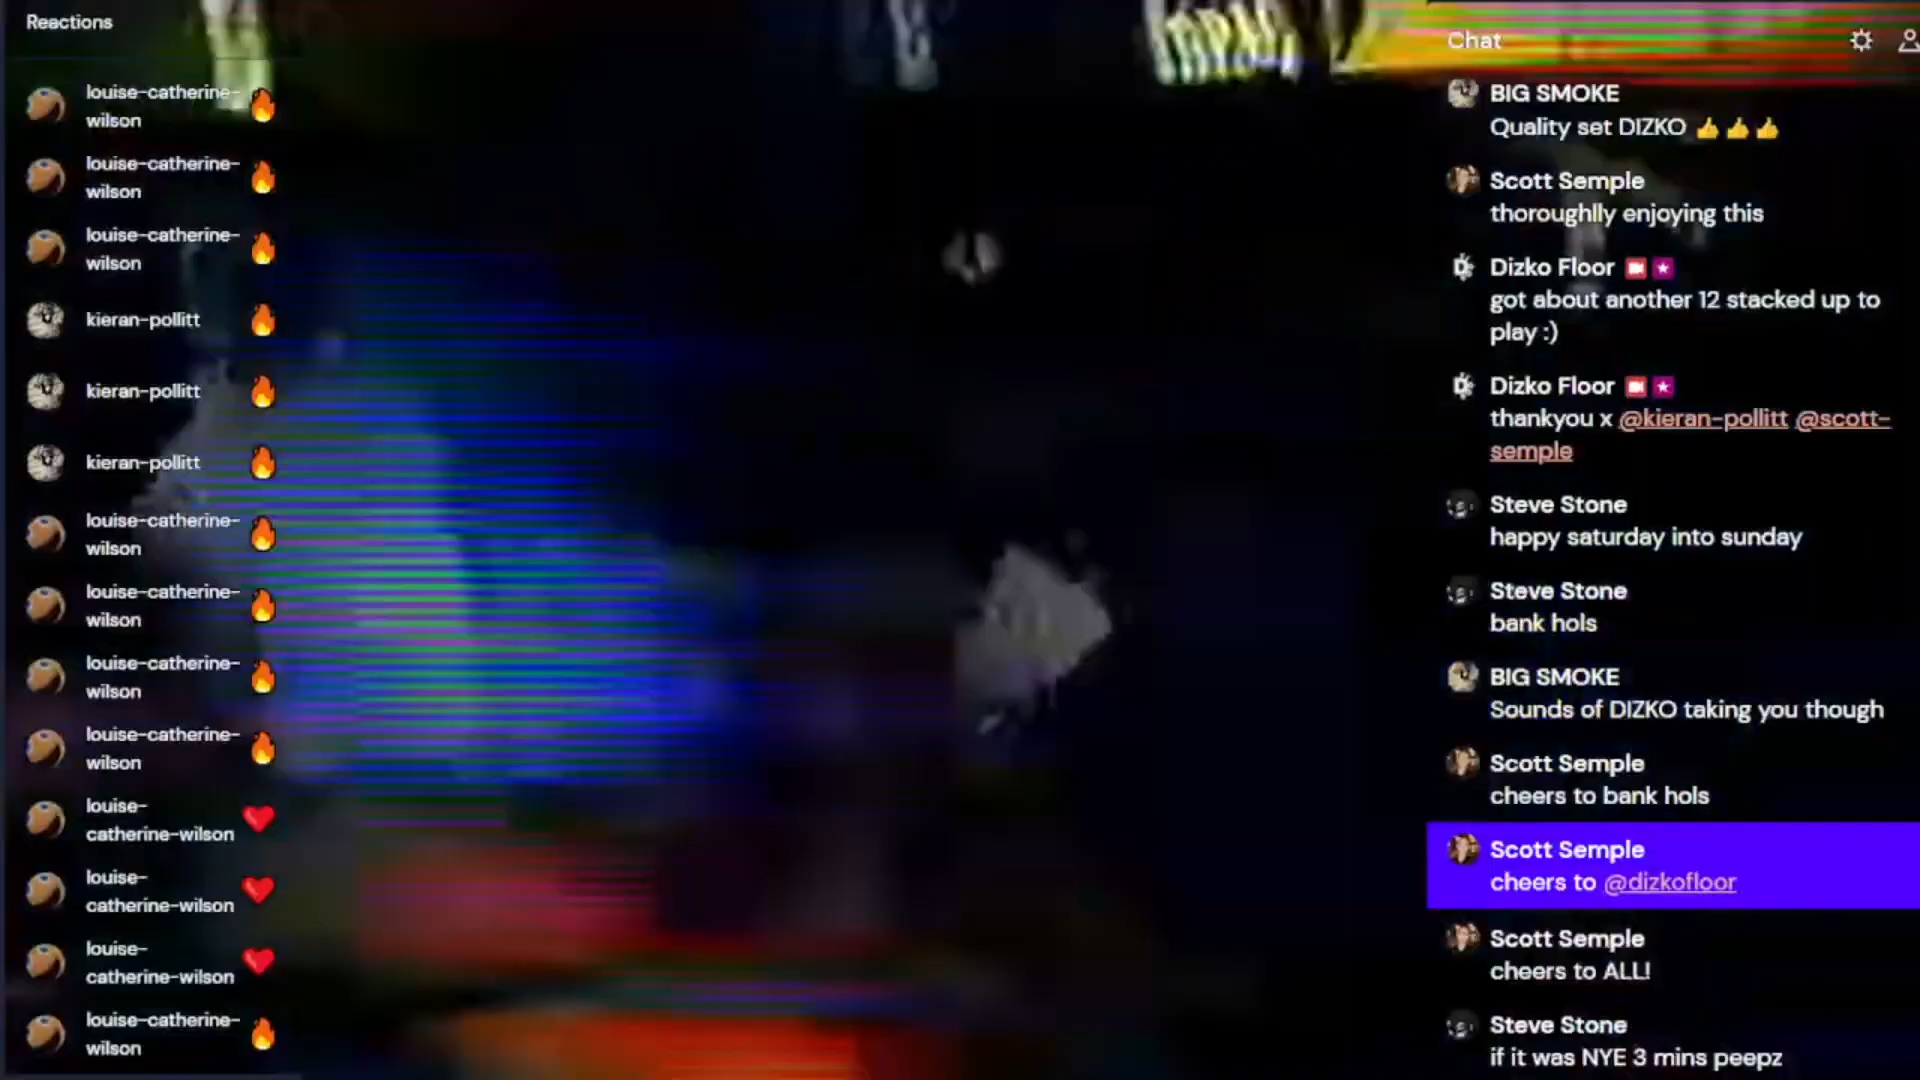 Reactions
louise-catherine-
wilson
louise-catherine-
wilson
louise-catherine-
wilson
kieran-pollitt
kieran-pollitt
kieran-pollitt
louise-catherine-
wilson
louise-catherine-
wilson
louise-catherine-
wilson
louise-catherine-
wilson
louise-
catherine-wilson
louise-
catherine-wilson
louise-
catherine-wilson
louise-catherine-
wilson
Chat
BIG SMOKE
Quality set DIZKO 👍👍👍
Scott Semple
thoroughlly enjoying this
Dizko Floor
got about another 12 stacked up to
play :)
Dizko Floor
thankyou x @kieran-pollitt @scott-
semple
Steve Stone
happy saturday into sunday
Steve Stone
bank hols
BIG SMOKE
Sounds of DIZKO taking you though
Scott Semple
cheers to bank hols
Scott Semple
cheers to @dizkofloor
Scott Semple
cheers to ALL!
Steve Stone
if it was NYE 3 mins peepz